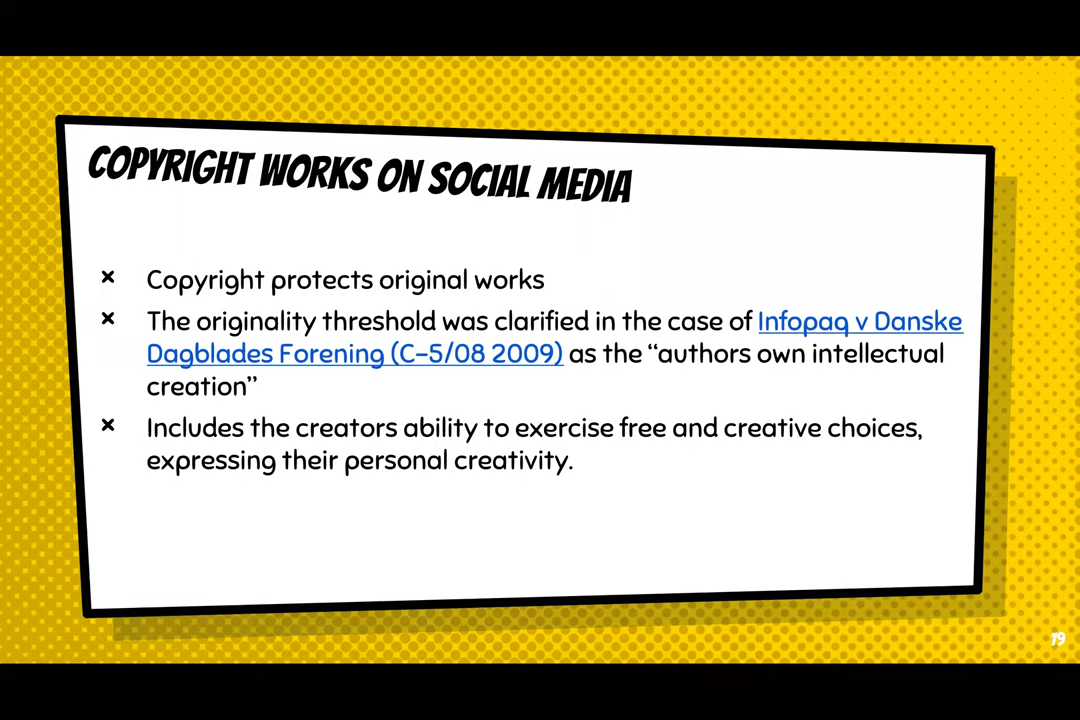 COPYRIGHT WORKS ON SOCIAL MEDIA
× Copyright protects original works
× The originality threshold was clarified in the case of Infopaq v Danske
Dagblades Forening (C-5/08 2009) as the “authors own intellectual
creation”
× Includes the creators ability to exercise free and creative choices,
expressing their personal creativity.
19